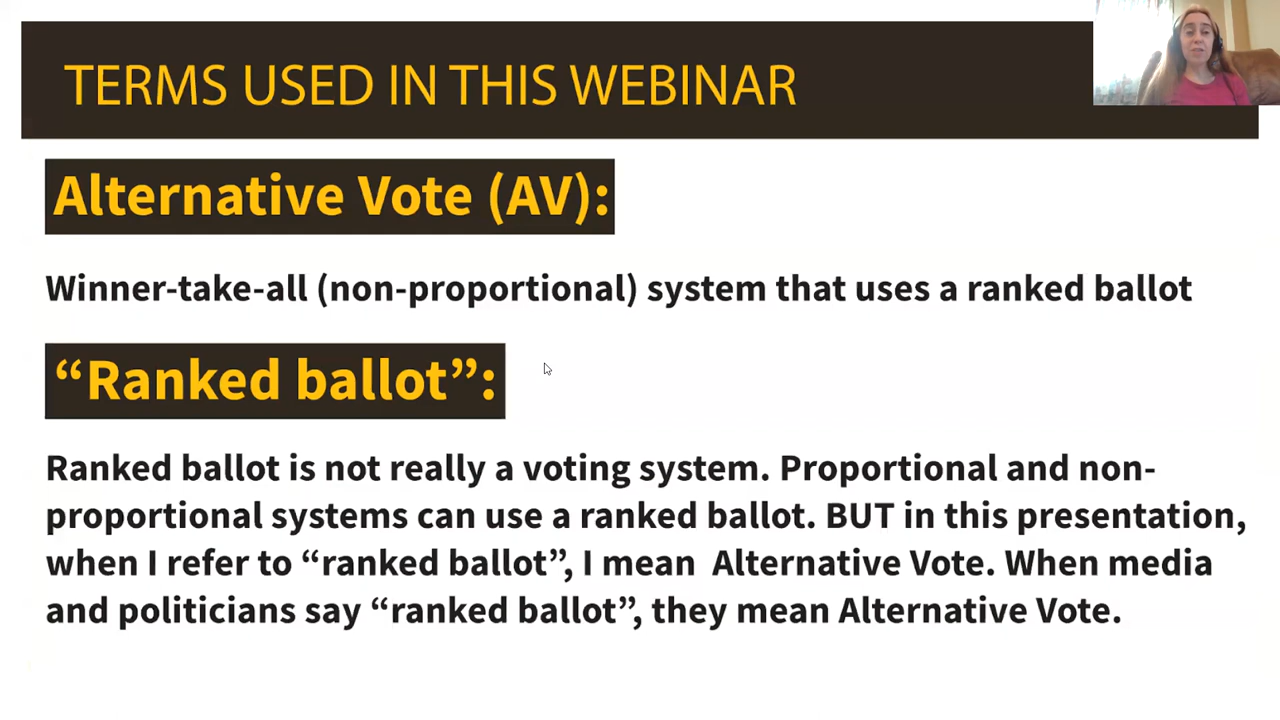 TERMS USED IN THIS WEBINAR
Alternative Vote (AV):
Winner-take-all (non-proportional) system that uses a ranked ballot
“Ranked ballot”:
Ranked ballot is not really a voting system. Proportional and non-
proportional systems can use a ranked ballot. BUT in this presentation,
when I refer to “ranked ballot”, I mean  Alternative Vote. When media
and politicians say “ranked ballot”, they mean Alternative Vote.